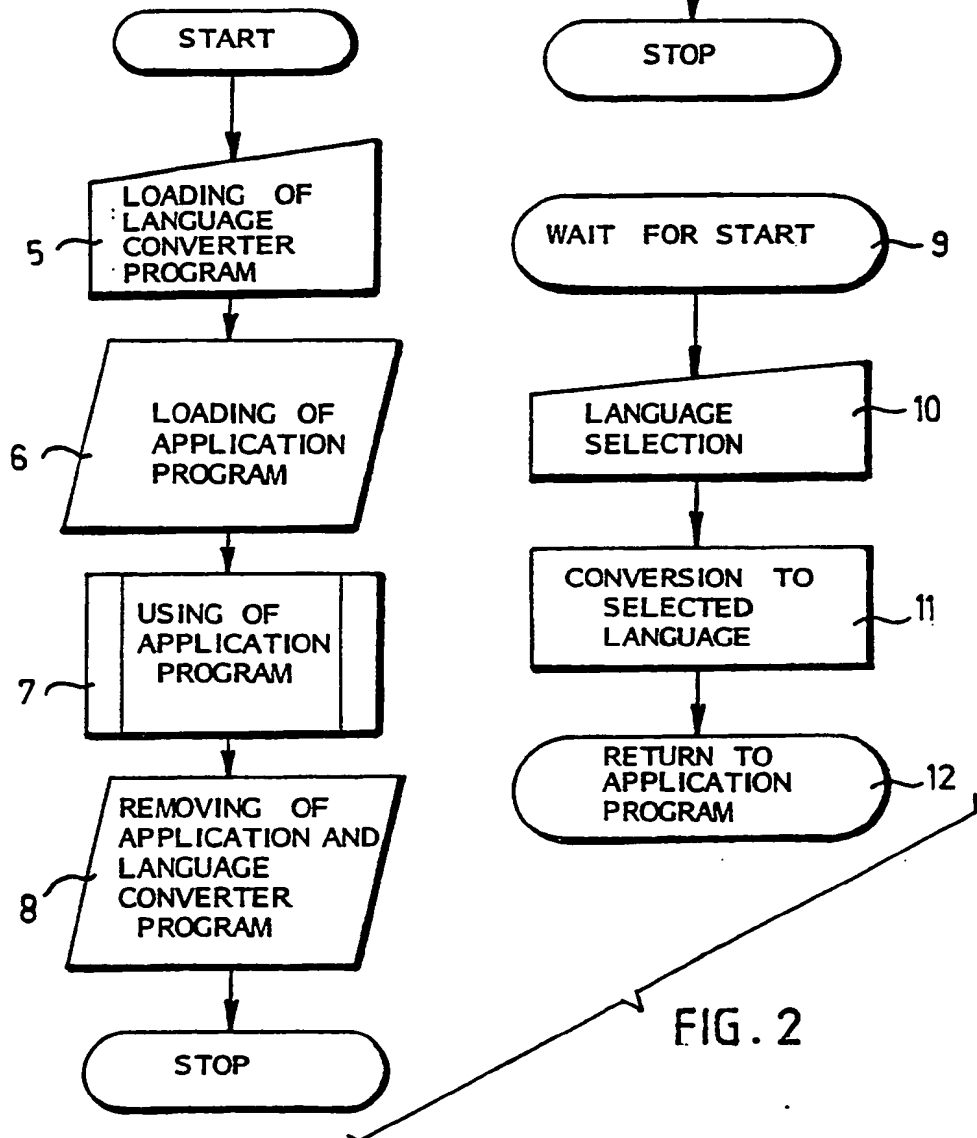 START
LOADING OF
LANGUAGE
CONVERTER
PROGRAM
5
LOADING OF
APPLICATION
PROGRAM
6
USING OF
APPLICATION
PROGRAM
7
REMOVING OF
APPLICATION AND
LANGUAGE
CONVERTER
PROGRAM
8
STOP
STOP
WAIT FOR START
9
LANGUAGE
SELECTION
10
CONVERSION TO
SELECTED
LANGUAGE
11
RETURN TO
APPLICATION
PROGRAM
12
FIG. 2